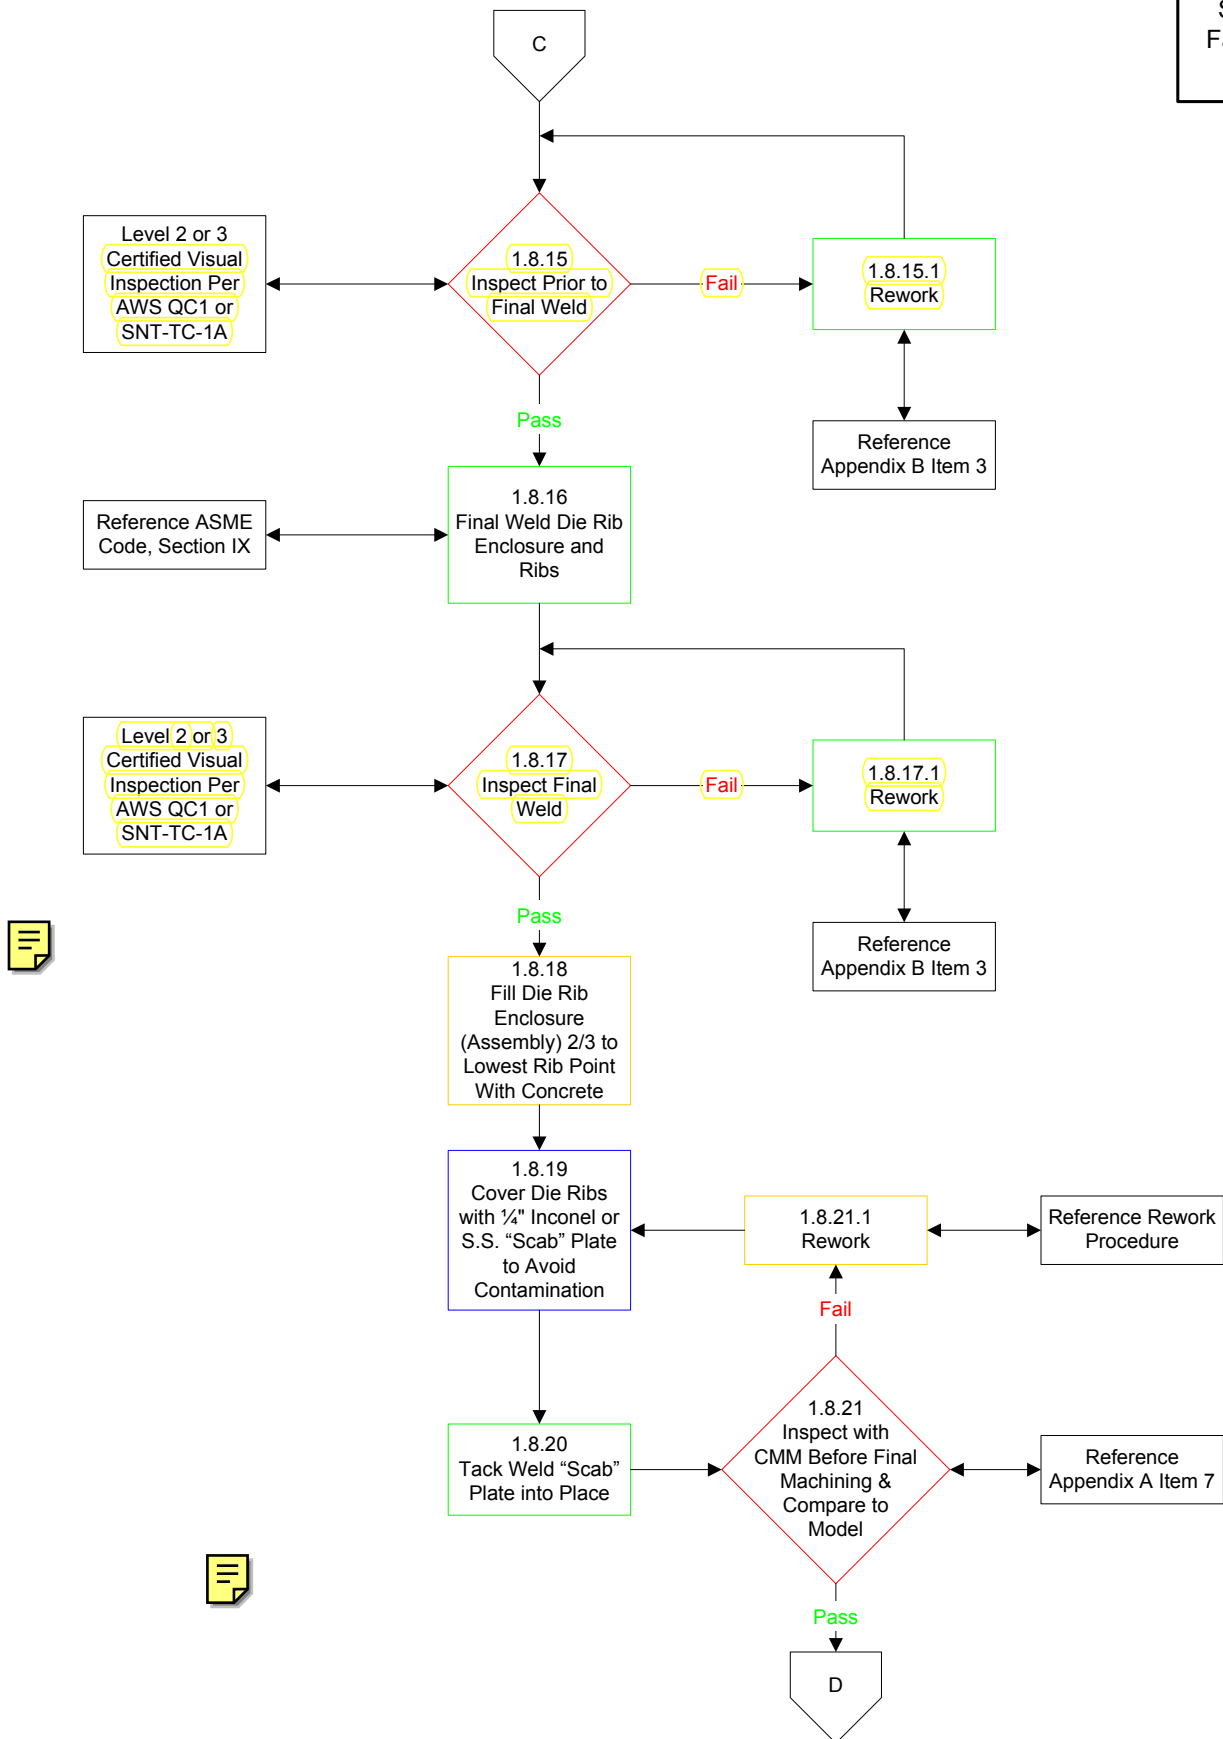 C
Level 2 or 3
Certified Visual
Inspection Per
AWS QC1 or
SNT-TC-1A
1.8.15
Inspect Prior to
Final Weld
Fail
1.8.15.1
Rework
Pass
Reference
Appendix B Item 3
Reference ASME
Code, Section IX
1.8.16
Final Weld Die Rib
Enclosure and
Ribs
Level 2 or 3
Certified Visual
Inspection Per
AWS QC1 or
SNT-TC-1A
1.8.17
Inspect Final
Weld
Fail
1.8.17.1
Rework
Pass
Reference
Appendix B Item 3
1.8.18
Fill Die Rib
Enclosure
(Assembly) 2/3 to
Lowest Rib Point
With Concrete
1.8.19
Cover Die Ribs
with ¼" Inconel or
S.S. “Scab” Plate
to Avoid
Contamination
1.8.21.1
Rework
Reference Rework
Procedure
Fail
1.8.20
Tack Weld “Scab”
Plate into Place
1.8.21
Inspect with
CMM Before Final
Machining &
Compare to
Model
Reference
Appendix A Item 7
Pass
D